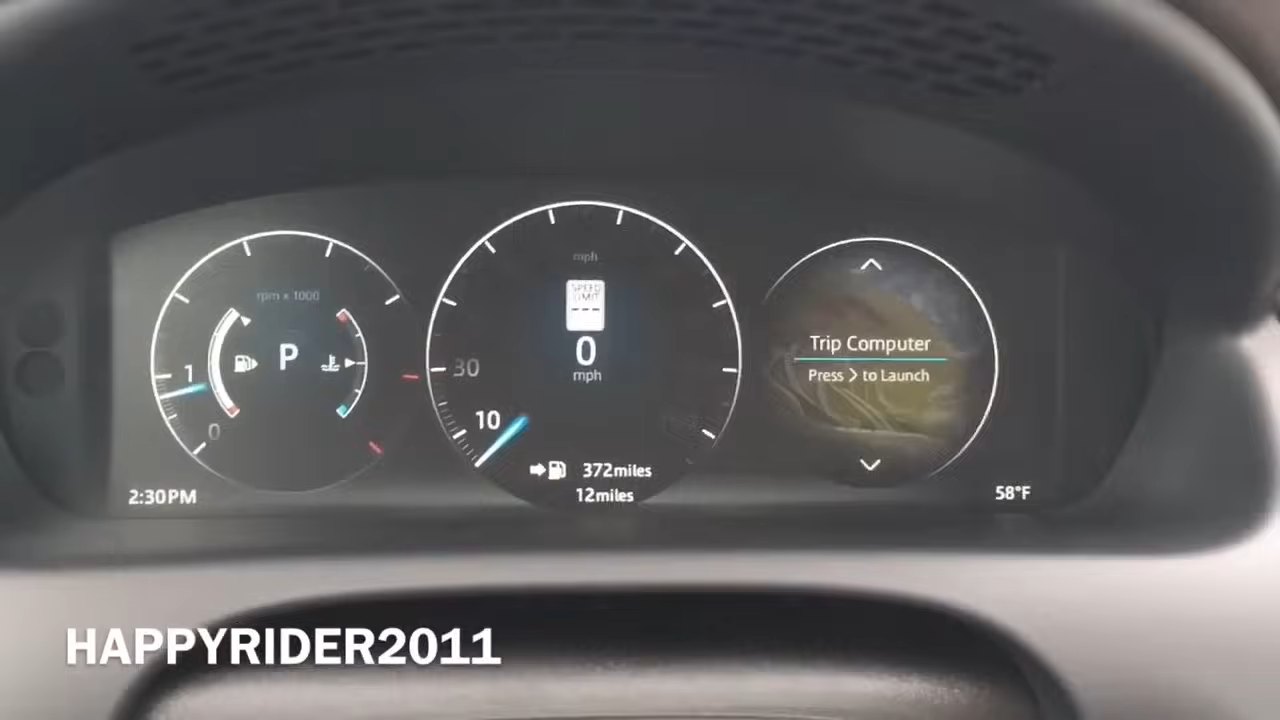 rpm x 1000
1
0
P
2:30PM
mph
SPEED
LIMIT
---
0
mph
30
10
372miles
12miles
Trip Computer
Press > to Launch
58°F
HAPPYRIDER2011